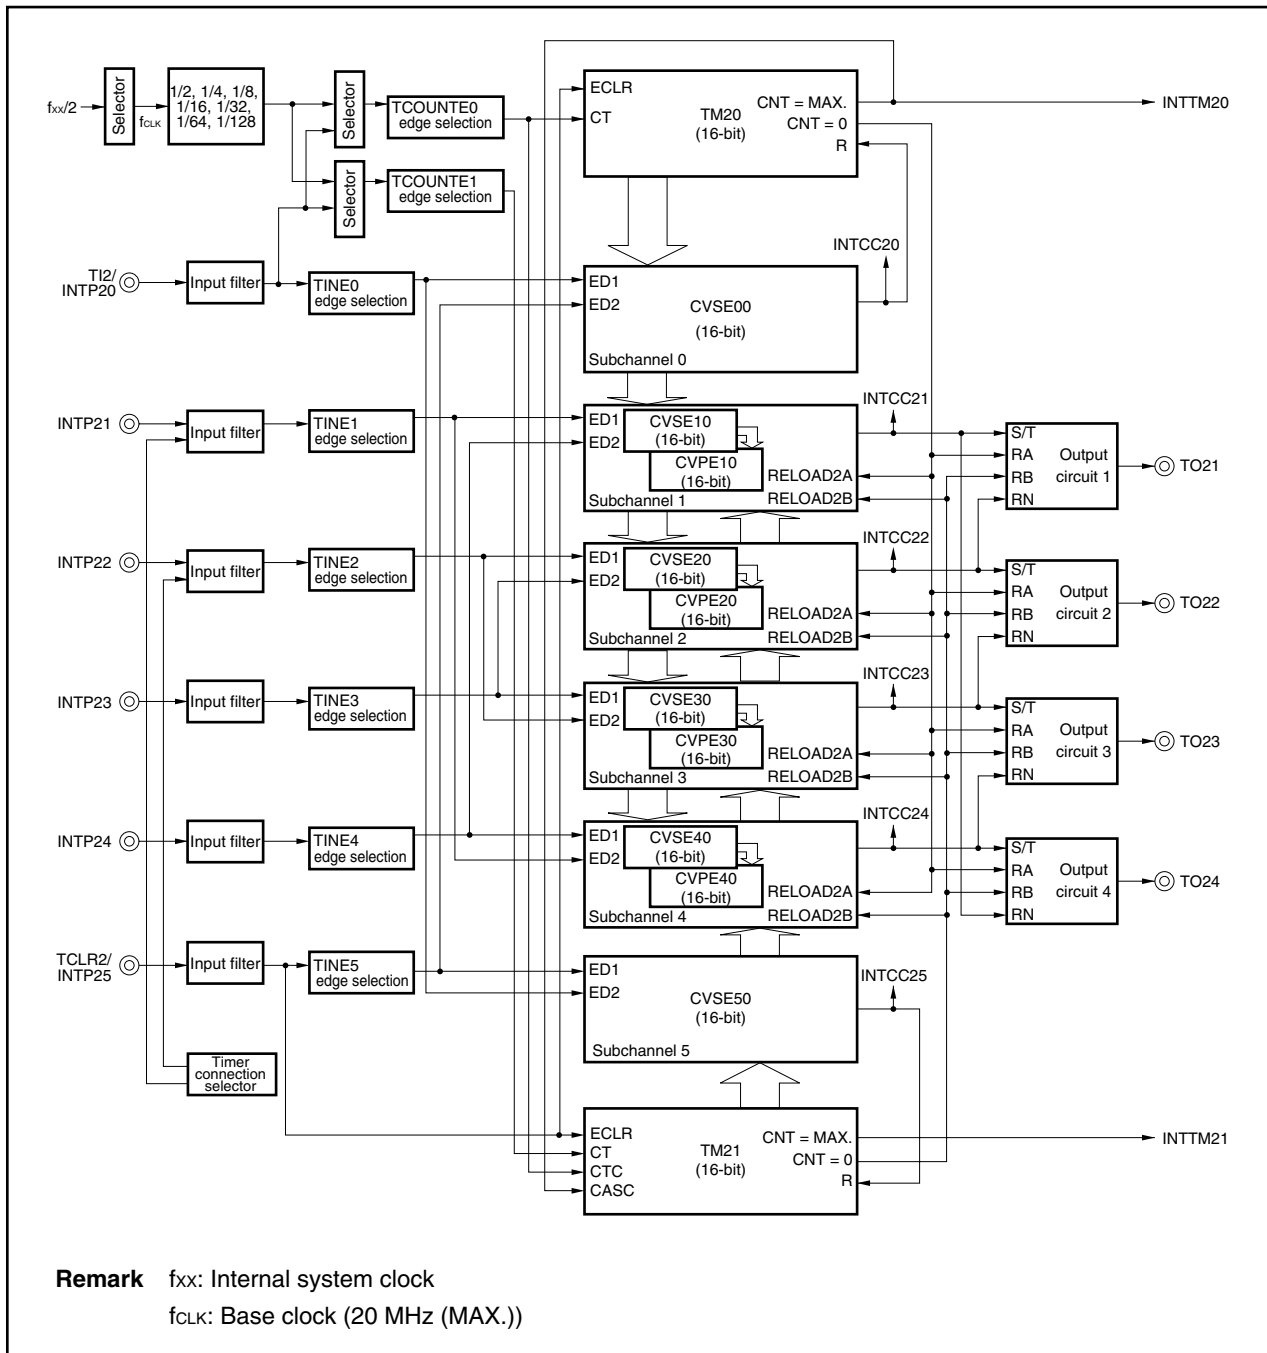 fxx/2
Selector
fCLK
1/2, 1/4, 1/8,
1/16, 1/32,
1/64, 1/128
Selector
TCOUNTE0
edge selection
Selector
TCOUNTE1
edge selection
ECLR
CT
TM20
(16-bit)
CNT = MAX.
CNT = 0
R
INTTM20
TI2/
INTP20
Input filter
TINE0
edge selection
ED1
ED2
CVSE00
(16-bit)
Subchannel 0
INTCC20
INTP21
Input filter
TINE1
edge selection
ED1
ED2
CVSE10
(16-bit)
CVPE10
(16-bit)
Subchannel 1
RELOAD2A
RELOAD2B
INTCC21
S/T
RA
RB
RN
Output
circuit 1
TO21
INTP22
Input filter
TINE2
edge selection
ED1
ED2
CVSE20
(16-bit)
CVPE20
(16-bit)
Subchannel 2
RELOAD2A
RELOAD2B
INTCC22
S/T
RA
RB
RN
Output
circuit 2
TO22
INTP23
Input filter
TINE3
edge selection
ED1
ED2
CVSE30
(16-bit)
CVPE30
(16-bit)
Subchannel 3
RELOAD2A
RELOAD2B
INTCC23
S/T
RA
RB
RN
Output
circuit 3
TO23
INTP24
Input filter
TINE4
edge selection
ED1
ED2
CVSE40
(16-bit)
CVPE40
(16-bit)
Subchannel 4
RELOAD2A
RELOAD2B
INTCC24
S/T
RA
RB
RN
Output
circuit 4
TO24
TCLR2/
INTP25
Input filter
TINE5
edge selection
ED1
ED2
CVSE50
(16-bit)
Subchannel 5
INTCC25
Timer
connection
selector
ECLR
CT
CTC
CASC
TM21
(16-bit)
CNT = MAX.
CNT = 0
R
INTTM21
Remark fxx: Internal system clock
fCLK: Base clock (20 MHz (MAX.))